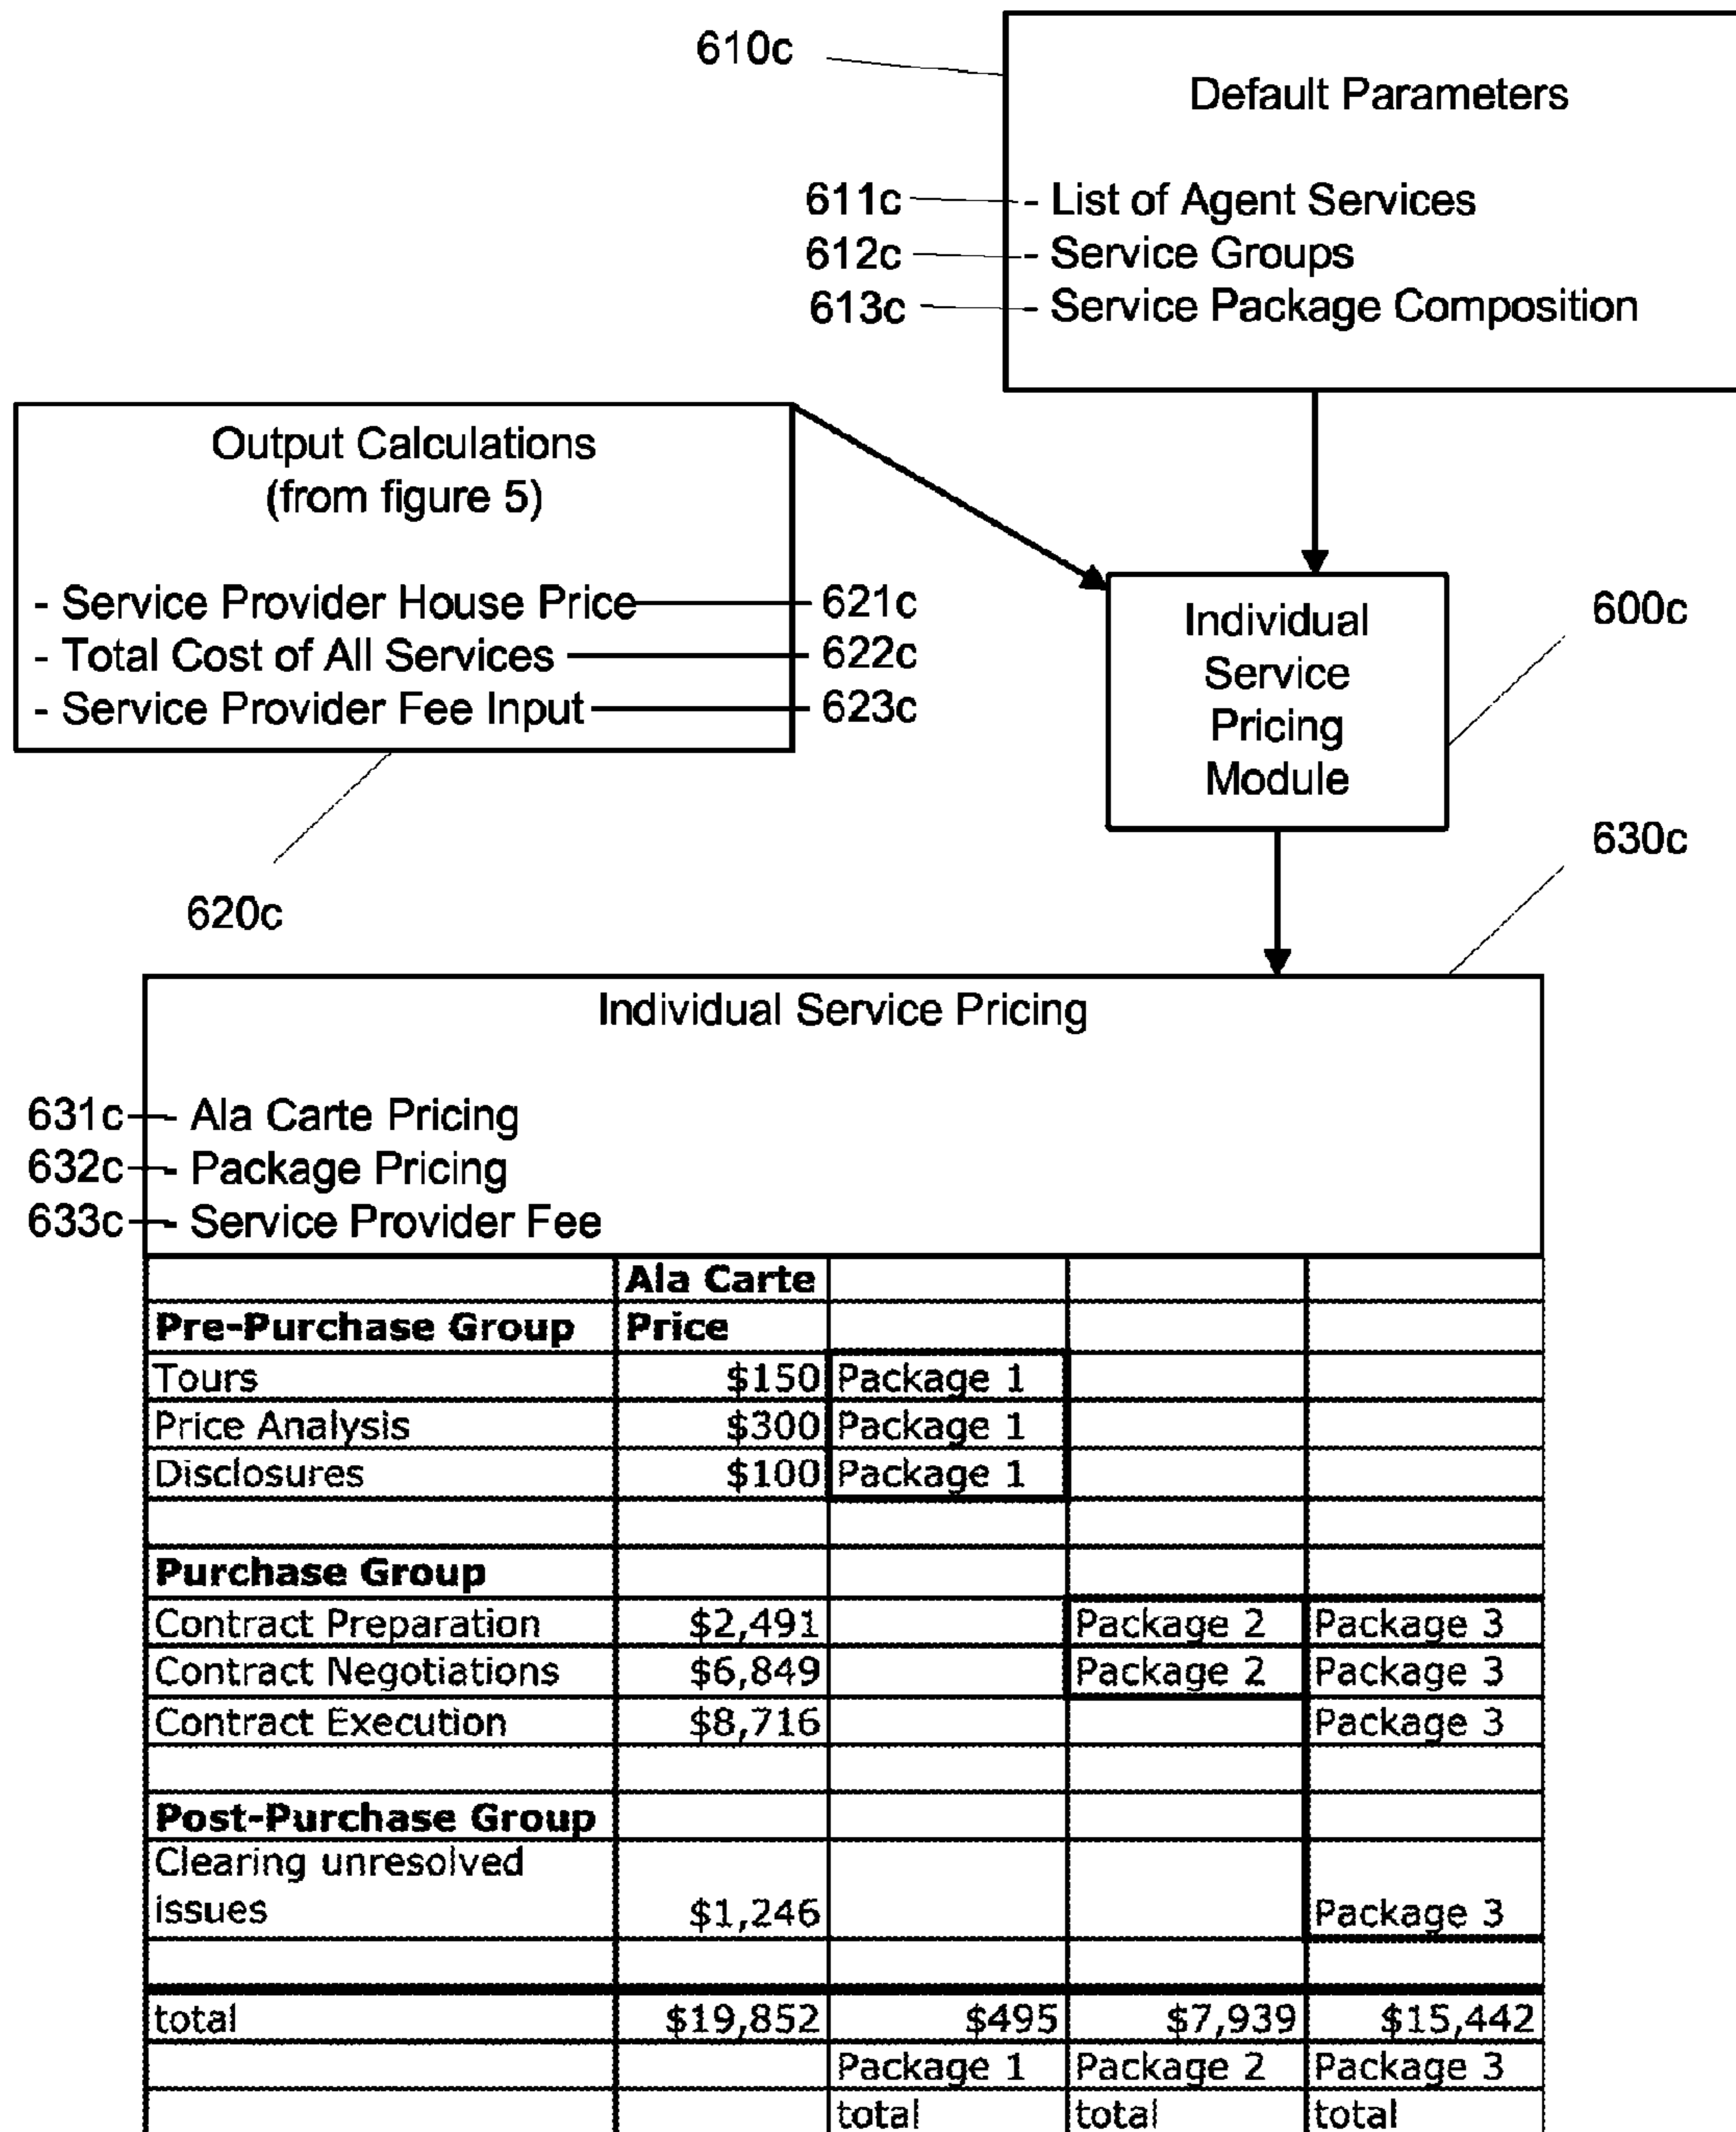 610c
Default Parameters
611c - List of Agent Services
612c - Service Groups
613c - Service Package Composition
Output Calculations
(from figure 5)
- Service Provider House Price 621c
- Total Cost of All Services 622c
- Service Provider Fee Input 623c
620c
Individual
Service
Pricing
Module
600c
630c
Individual Service Pricing
631c - Ala Carte Pricing
632c - Package Pricing
633c - Service Provider Fee
Ala Carte
Pre-Purchase Group Price
Tours $150 Package 1
Price Analysis $300 Package 1
Disclosures $100 Package 1
Purchase Group
Contract Preparation $2,491 Package 2 Package 3
Contract Negotiations $6,849 Package 2 Package 3
Contract Execution $8,716 Package 3
Post-Purchase Group
Clearing unresolved
issues $1,246 Package 3
total $19,852 $495 $7,939 $15,442
Package 1 Package 2 Package 3
total total total